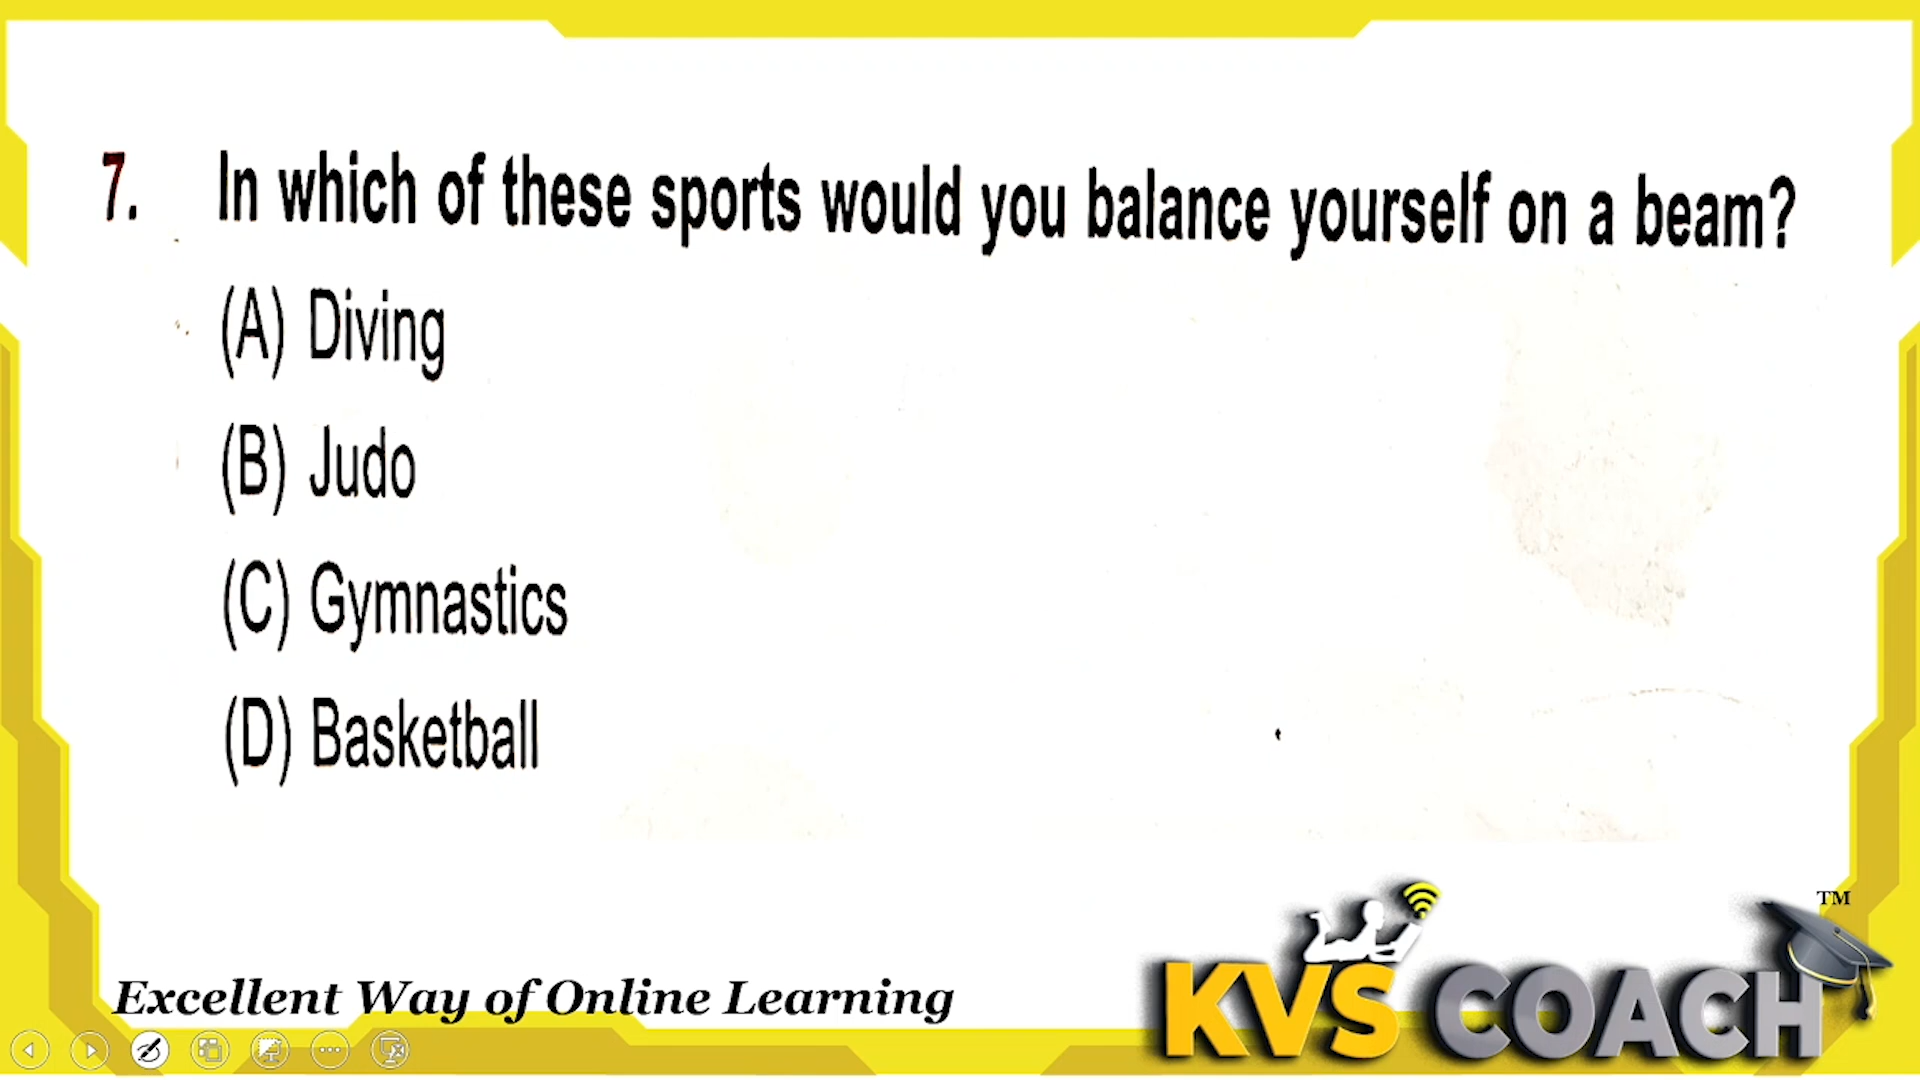 7. In which of these sports would you balance yourself on a beam?
(A) Diving
(B) Judo
(C) Gymnastics
(D) Basketball
Excellent Way of Online Learning
KVS COACH TM